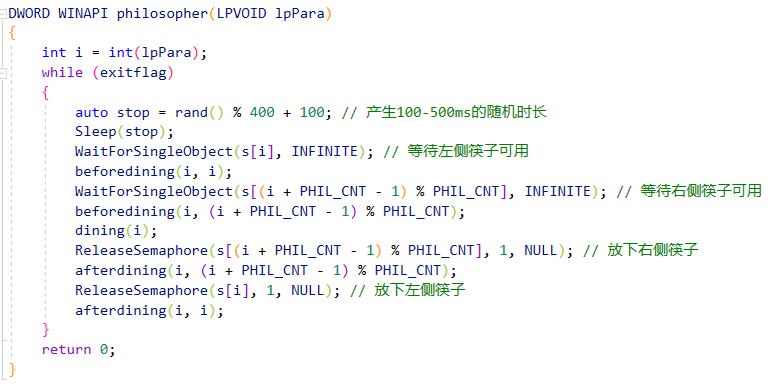 DWORD WINAPI philosopher(LPVOID lpPara)
{
    int i = int(lpPara);
    while (exitflag)
    {
        auto stop = rand() % 400 + 100; // 产生100-500ms的随机时长
        Sleep(stop);
        WaitForSingleObject(s[i], INFINITE); // 等待左侧筷子可用
        beforedining(i, i);
        WaitForSingleObject(s[(i + PHIL_CNT - 1) % PHIL_CNT], INFINITE); // 等待右侧筷子可用
        beforedining(i, (i + PHIL_CNT - 1) % PHIL_CNT);
        dining(i);
        ReleaseSemaphore(s[(i + PHIL_CNT - 1) % PHIL_CNT], 1, NULL); // 放下右侧筷子
        afterdining(i, (i + PHIL_CNT - 1) % PHIL_CNT);
        ReleaseSemaphore(s[i], 1, NULL); // 放下左侧筷子
        afterdining(i, i);
    }
    return 0;
}